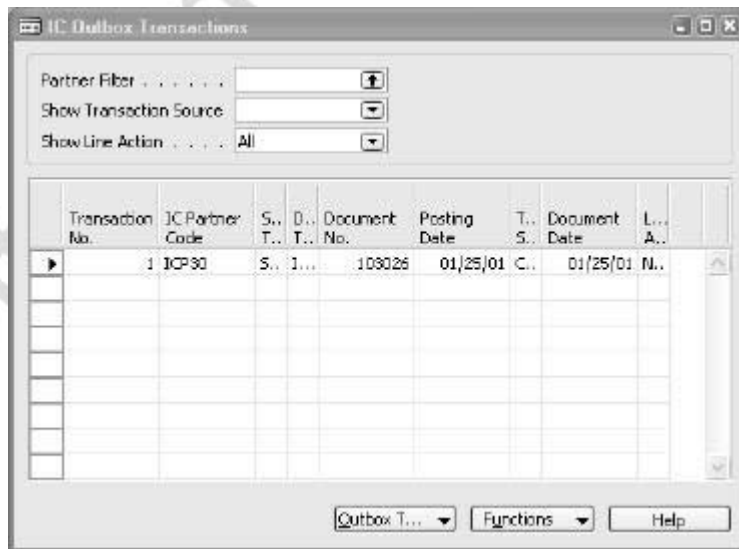 IC Outbox Transactions
Partner Filter . . . . . .
Show Transaction Source
Show Line Action . . . . All
Transaction No. IC Partner Code S.. T.. D.. T.. Document No. Posting Date T.. S.. Document Date L... A..
1 ICP30 S.. I... 103026 01/25/01 C.. 01/25/01 N..
Outbox T... Functions Help